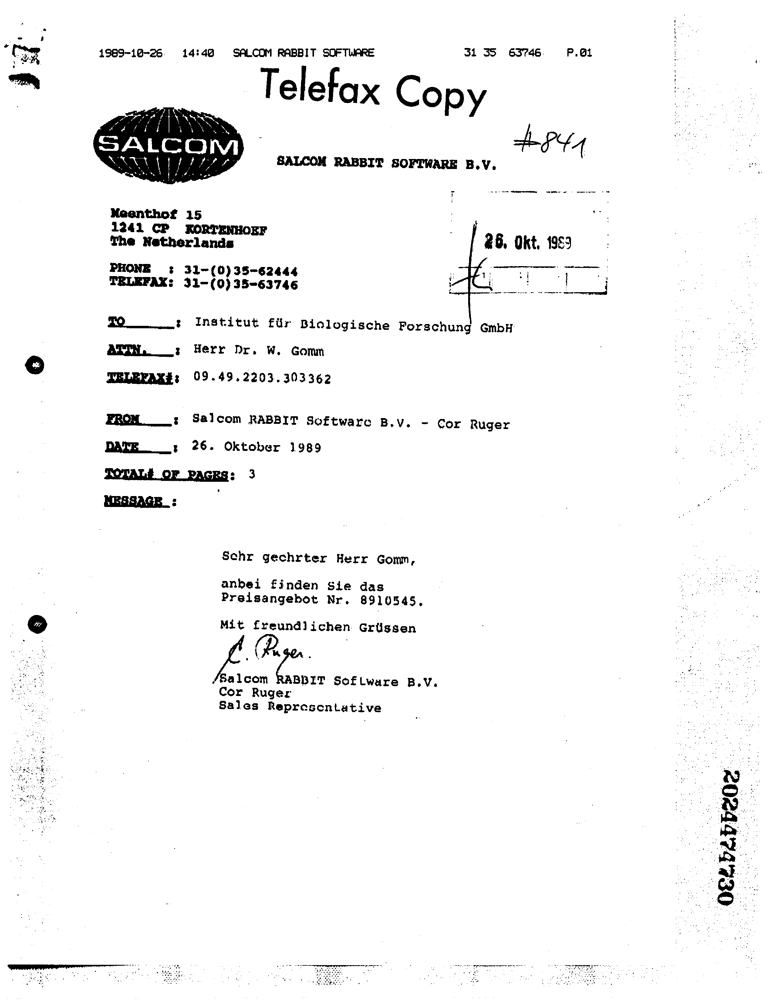 1989-10-26 14:40 SALCOM RABBIT SOFTWARE 31 35 63746 P.01
Telefax Copy
SALCOM
#841
SALCOM RABBIT SOFTWARE B.V.
Meenthof 15
1241 CP KORTENHOEF
The Netherlands
26. Okt. 1989
PHONE : 31-(0)35-62444
TELEFAX: 31-(0)35-63746
TO : Institut für Biologische Forschung GmbH
ATTN. : Herr Dr. W. Gomm
TELEFAX#: 09.49.2203.303362
FROM : Salcom RABBIT Software B.V. - Cor Ruger
DATE : 26. Oktober 1989
TOTAL# OF PAGES: 3
MESSAGE :
Sehr geehrter Herr Gomm,
anbei finden Sie das
Preisangebot Nr. 8910545.
Mit freundlichen Grüssen
C. Ruger.
Salcom RABBIT Software B.V.
Cor Ruger
Sales Representative
2024474730